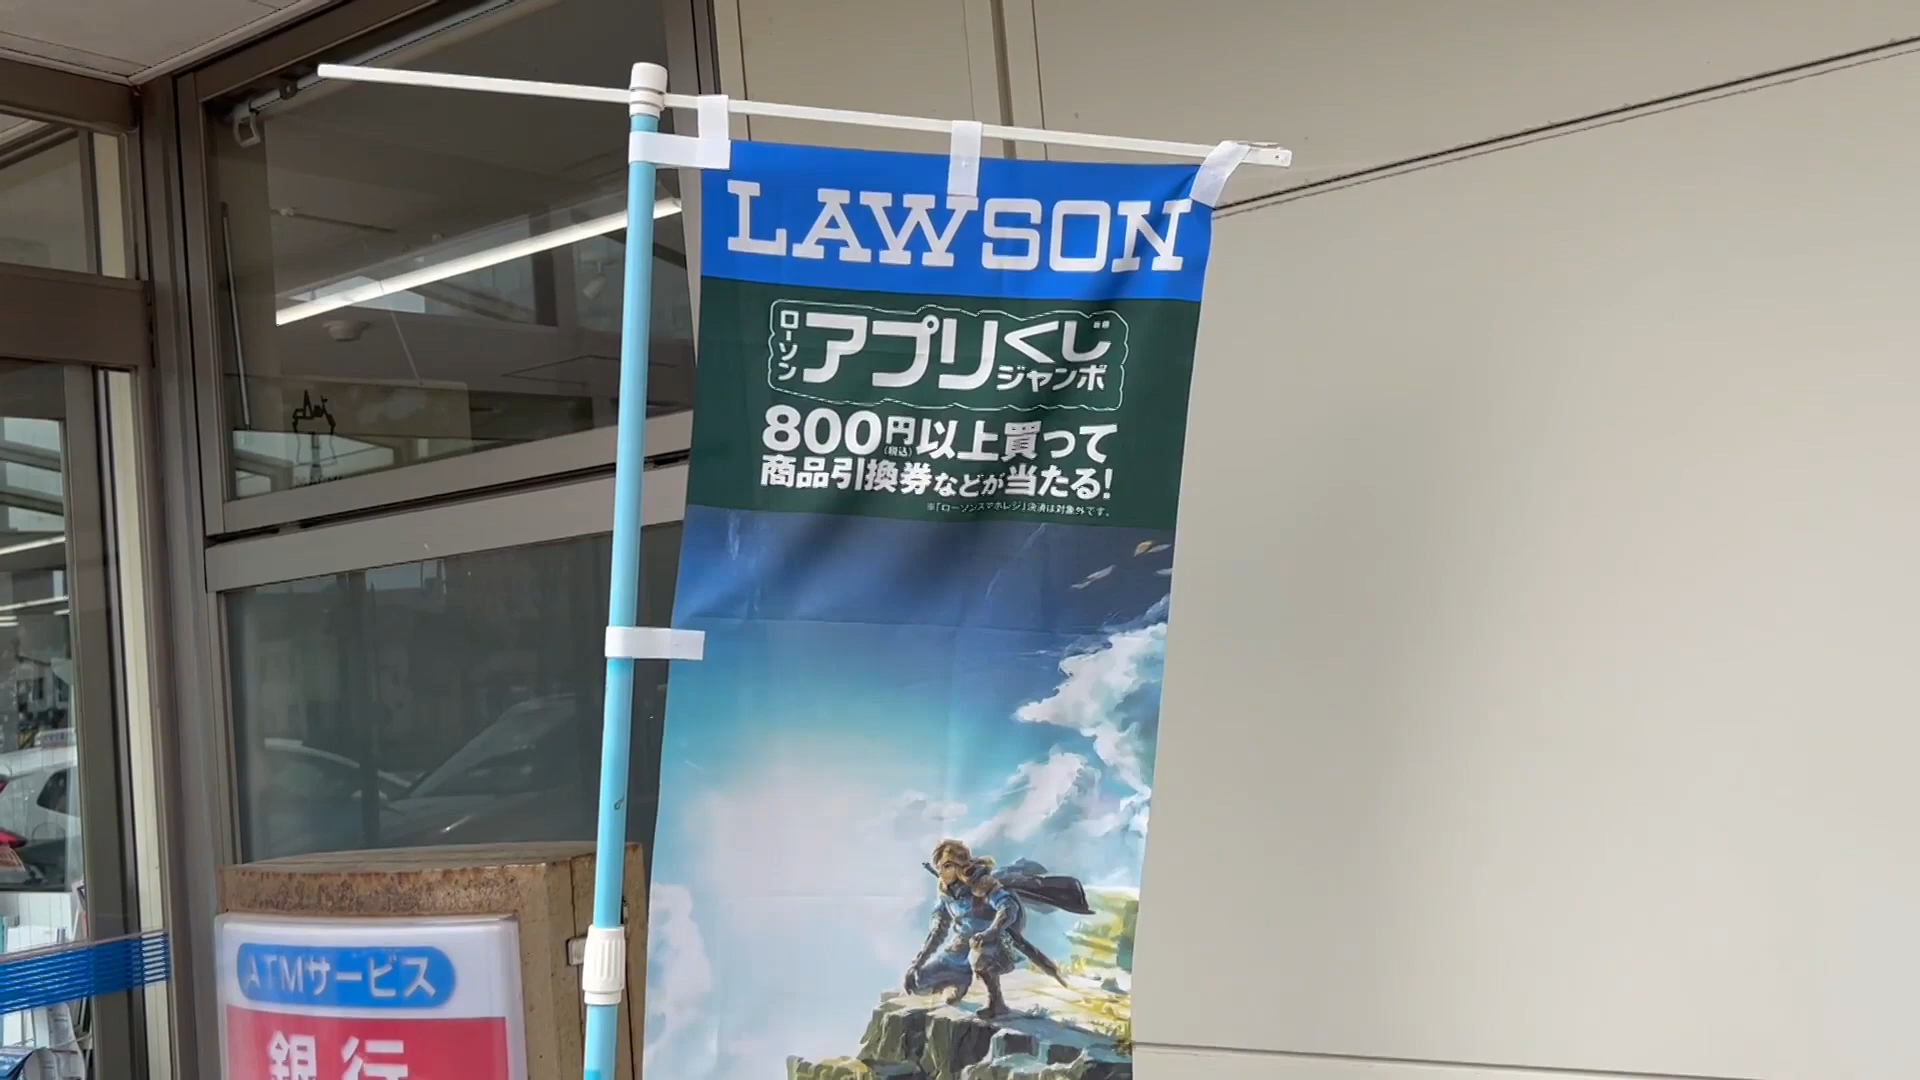 LAWSON
ローソン アプリくじ
ジャンボ
800円(税込)以上買って
商品引換券などが当たる!
※「ローソンスマホレジ」決済は対象外です。
ATMサービス
銀行